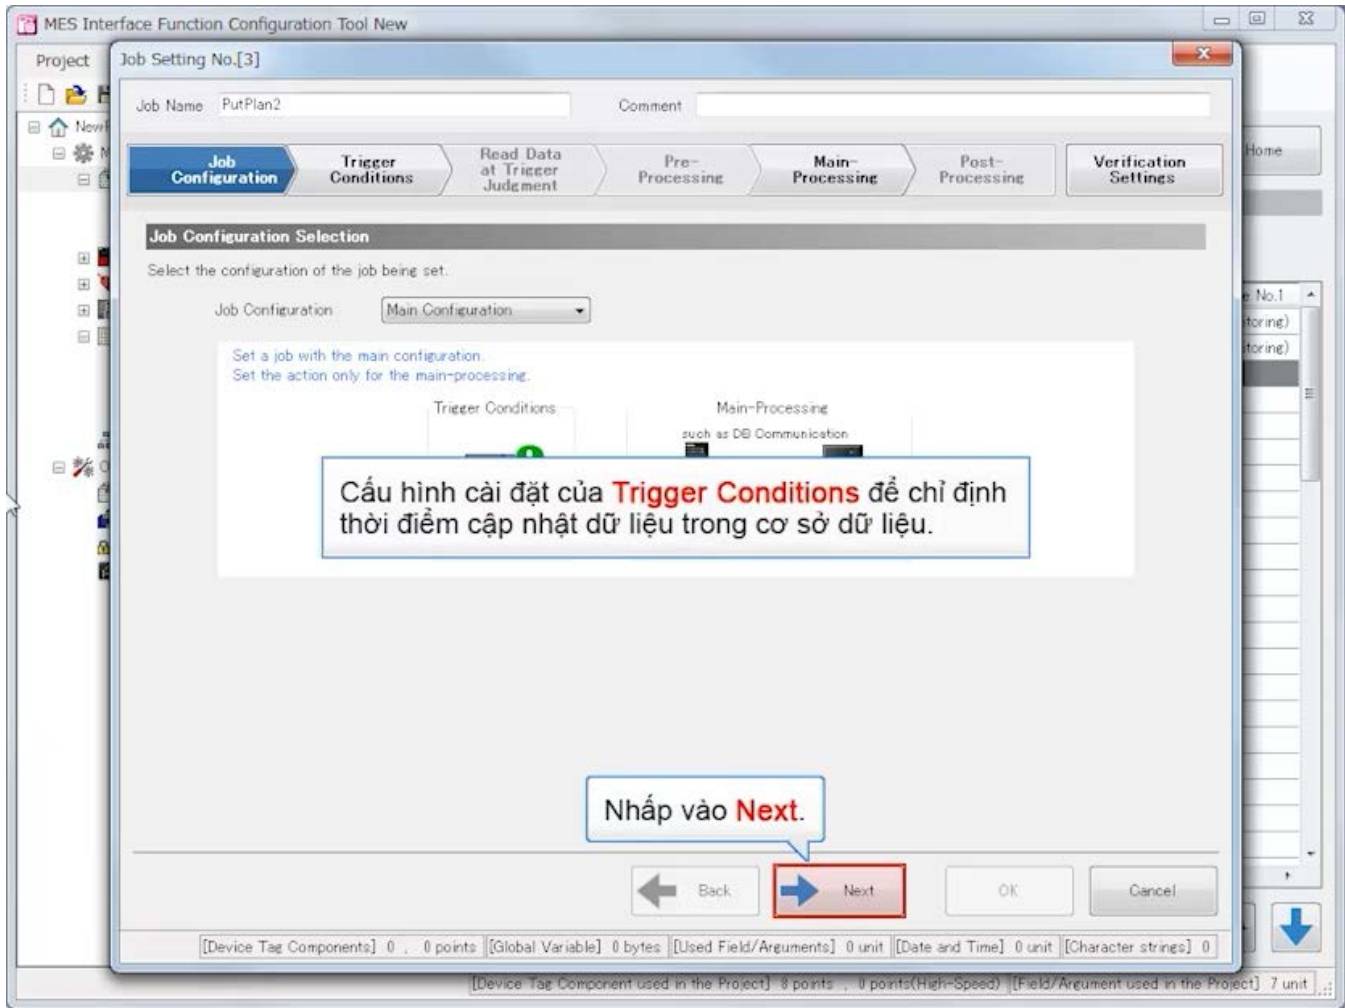 MES Interface Function Configuration Tool New
Project
Job Setting No.[3]
Job Name PutPlan2 Comment
Home
Job Configuration
Trigger Conditions
Read Data at Trigger Judgment
Pre-Processing
Main-Processing
Post-Processing
Verification Settings
Job Configuration Selection
Select the configuration of the job being set.
Job Configuration Main Configuration
No.1
toring)
toring)
Set a job with the main configuration.
Set the action only for the main-processing.
Trigger Conditions Main-Processing
such as DB Communication
Cấu hình cài đặt của Trigger Conditions để chỉ định
thời điểm cập nhật dữ liệu trong cơ sở dữ liệu.
Nhấp vào Next.
Back Next OK Cancel
[Device Tag Components] 0 , 0 points [Global Variable] 0 bytes [Used Field/Arguments] 0 unit [Date and Time] 0 unit [Character strings] 0
[Device Tag Component used in the Project] 8 points , 0 points(High-Speed) [Field/Argument used in the Project] 7 unit